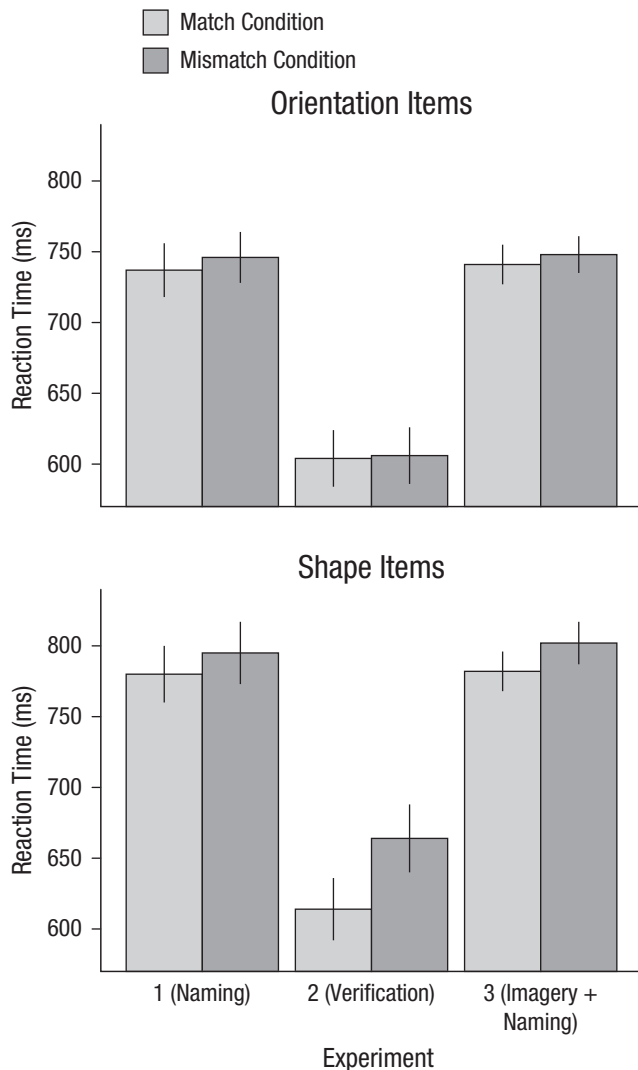 Match Condition
Mismatch Condition
Orientation Items
800
750
700
650
600
Reaction Time (ms)
Shape Items
800
750
700
650
600
Reaction Time (ms)
1 (Naming)
2 (Verification)
3 (Imagery +
Naming)
Experiment